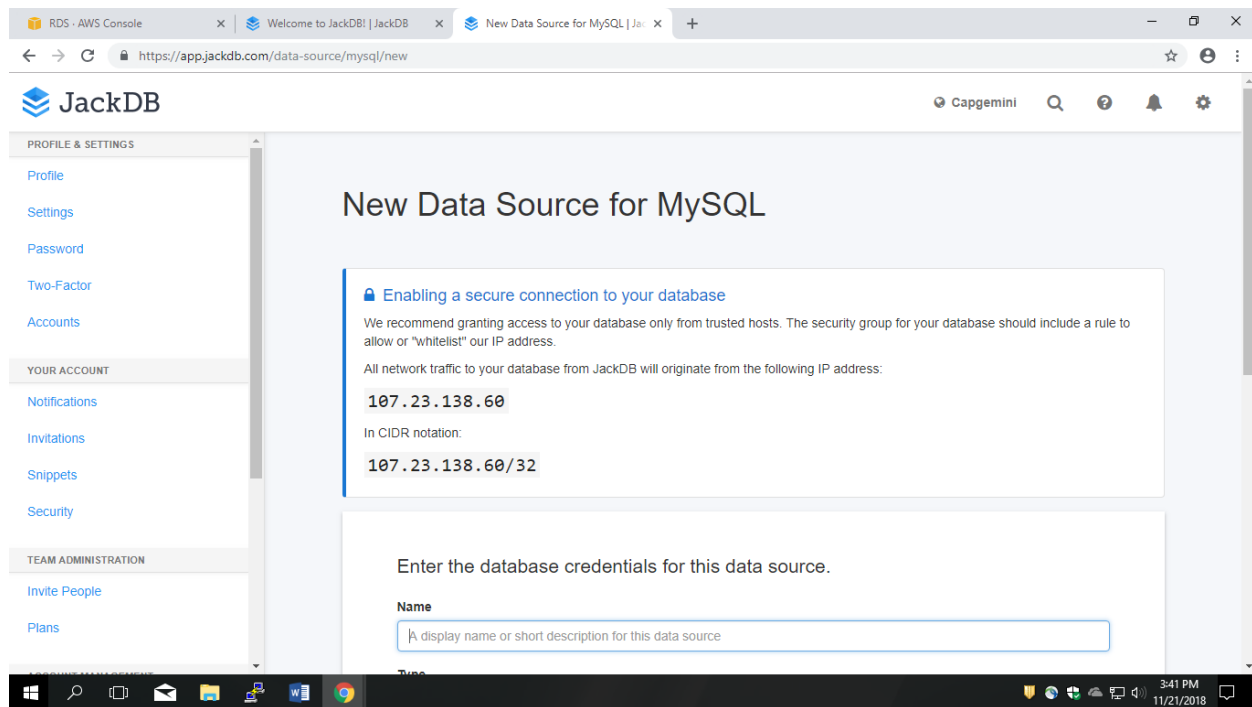 RDS · AWS Console
Welcome to JackDB! | JackDB
New Data Source for MySQL | Jac
https://app.jackdb.com/data-source/mysql/new
JackDB
Capgemini
PROFILE & SETTINGS
Profile
Settings
Password
Two-Factor
Accounts
YOUR ACCOUNT
Notifications
Invitations
Snippets
Security
TEAM ADMINISTRATION
Invite People
Plans
ACCOUNT MANAGEMENT
New Data Source for MySQL
Enabling a secure connection to your database
We recommend granting access to your database only from trusted hosts. The security group for your database should include a rule to
allow or "whitelist" our IP address.
All network traffic to your database from JackDB will originate from the following IP address:
107.23.138.60
In CIDR notation:
107.23.138.60/32
Enter the database credentials for this data source.
Name
A display name or short description for this data source
Type
3:41 PM
11/21/2018